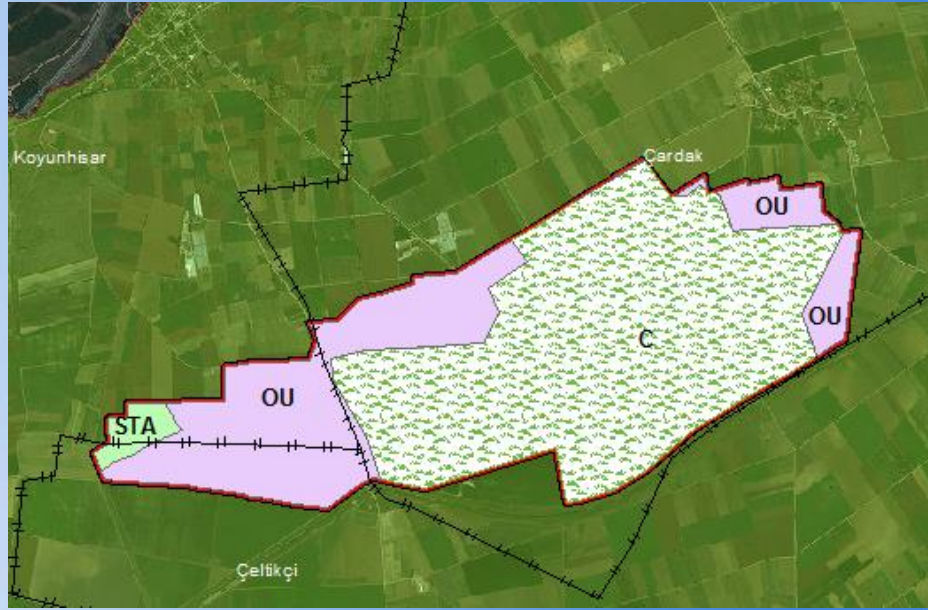 Koyunhisar
Çardak
OU
OU
C
OU
STA
Çeltikçi